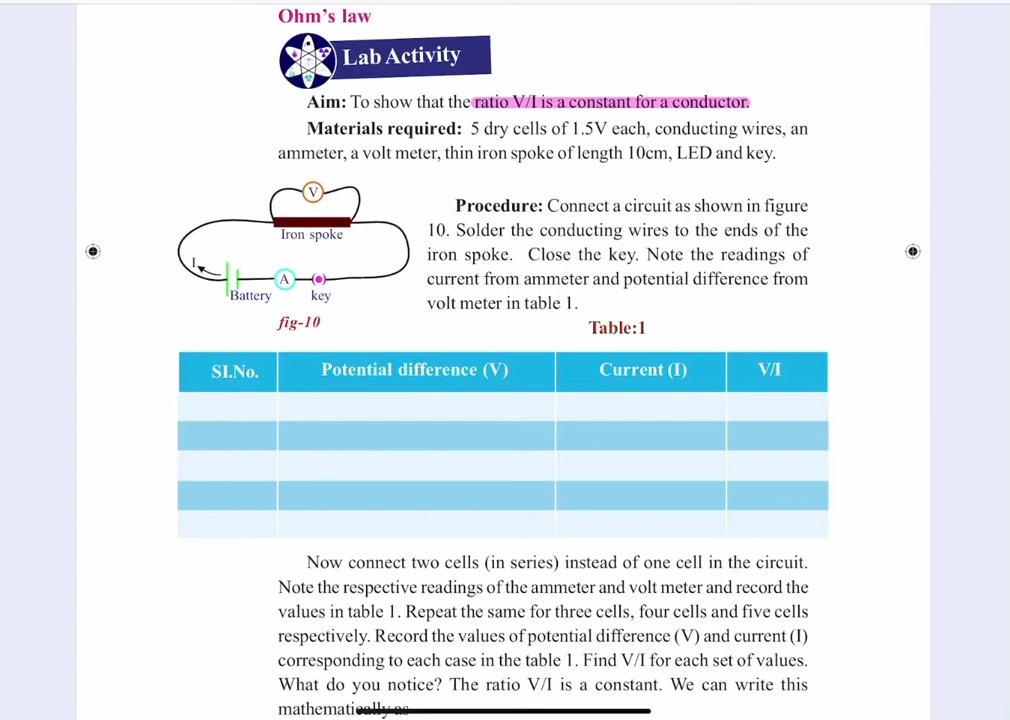 Ohm's law
Lab Activity
Aim: To show that the ratio V/I is a constant for a conductor.
Materials required: 5 dry cells of 1.5V each, conducting wires, an
ammeter, a volt meter, thin iron spoke of length 10cm, LED and key.
V
Iron spoke
I
A
Battery
key
fig-10
Procedure: Connect a circuit as shown in figure
10. Solder the conducting wires to the ends of the
iron spoke. Close the key. Note the readings of
current from ammeter and potential difference from
volt meter in table 1.
Table:1
SI.No. Potential difference (V) Current (I) V/I
Now connect two cells (in series) instead of one cell in the circuit.
Note the respective readings of the ammeter and volt meter and record the
values in table 1. Repeat the same for three cells, four cells and five cells
respectively. Record the values of potential difference (V) and current (I)
corresponding to each case in the table 1. Find V/I for each set of values.
What do you notice? The ratio V/I is a constant. We can write this
mathematically as